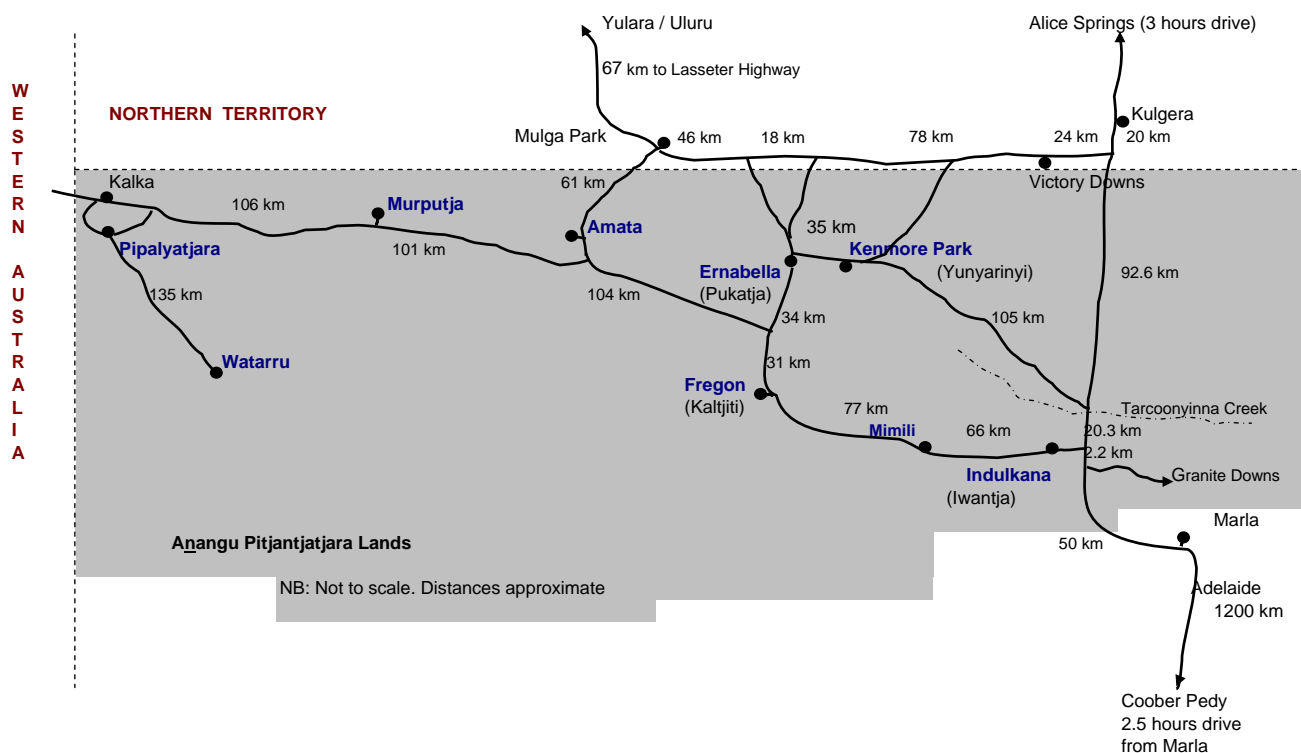 Yulara / Uluru
Alice Springs (3 hours drive)
67 km to Lasseter Highway
WESTERN AUSTRALIA
NORTHERN TERRITORY
Kulgera
Mulga Park
46 km
18 km
78 km
24 km
20 km
Kalka
61 km
Victory Downs
106 km
Murputja
Amata
35 km
Pipalyatjara
101 km
Ernabella
(Pukatja)
Kenmore Park
(Yunyarinyi)
92.6 km
135 km
104 km
34 km
105 km
Watarru
31 km
Fregon
(Kaltjiti)
77 km
Tarcoonyinna Creek
Mimili
66 km
20.3 km
2.2 km
Indulkana
(Iwantja)
Granite Downs
Marla
Anangu Pitjantjatjara Lands
50 km
NB: Not to scale. Distances approximate
Adelaide
1200 km
Coober Pedy
2.5 hours drive
from Marla